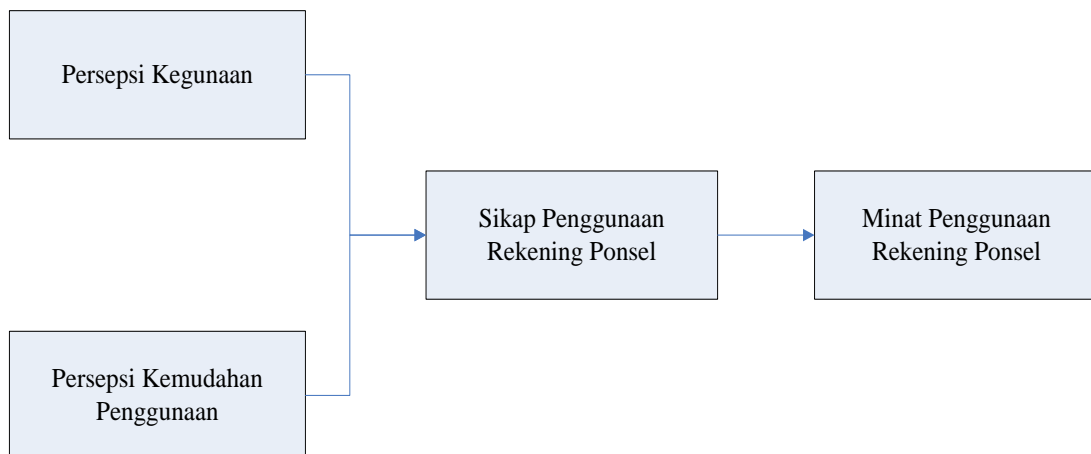 Persepsi Kegunaan
Sikap Penggunaan
Rekening Ponsel
Minat Penggunaan
Rekening Ponsel
Persepsi Kemudahan
Penggunaan